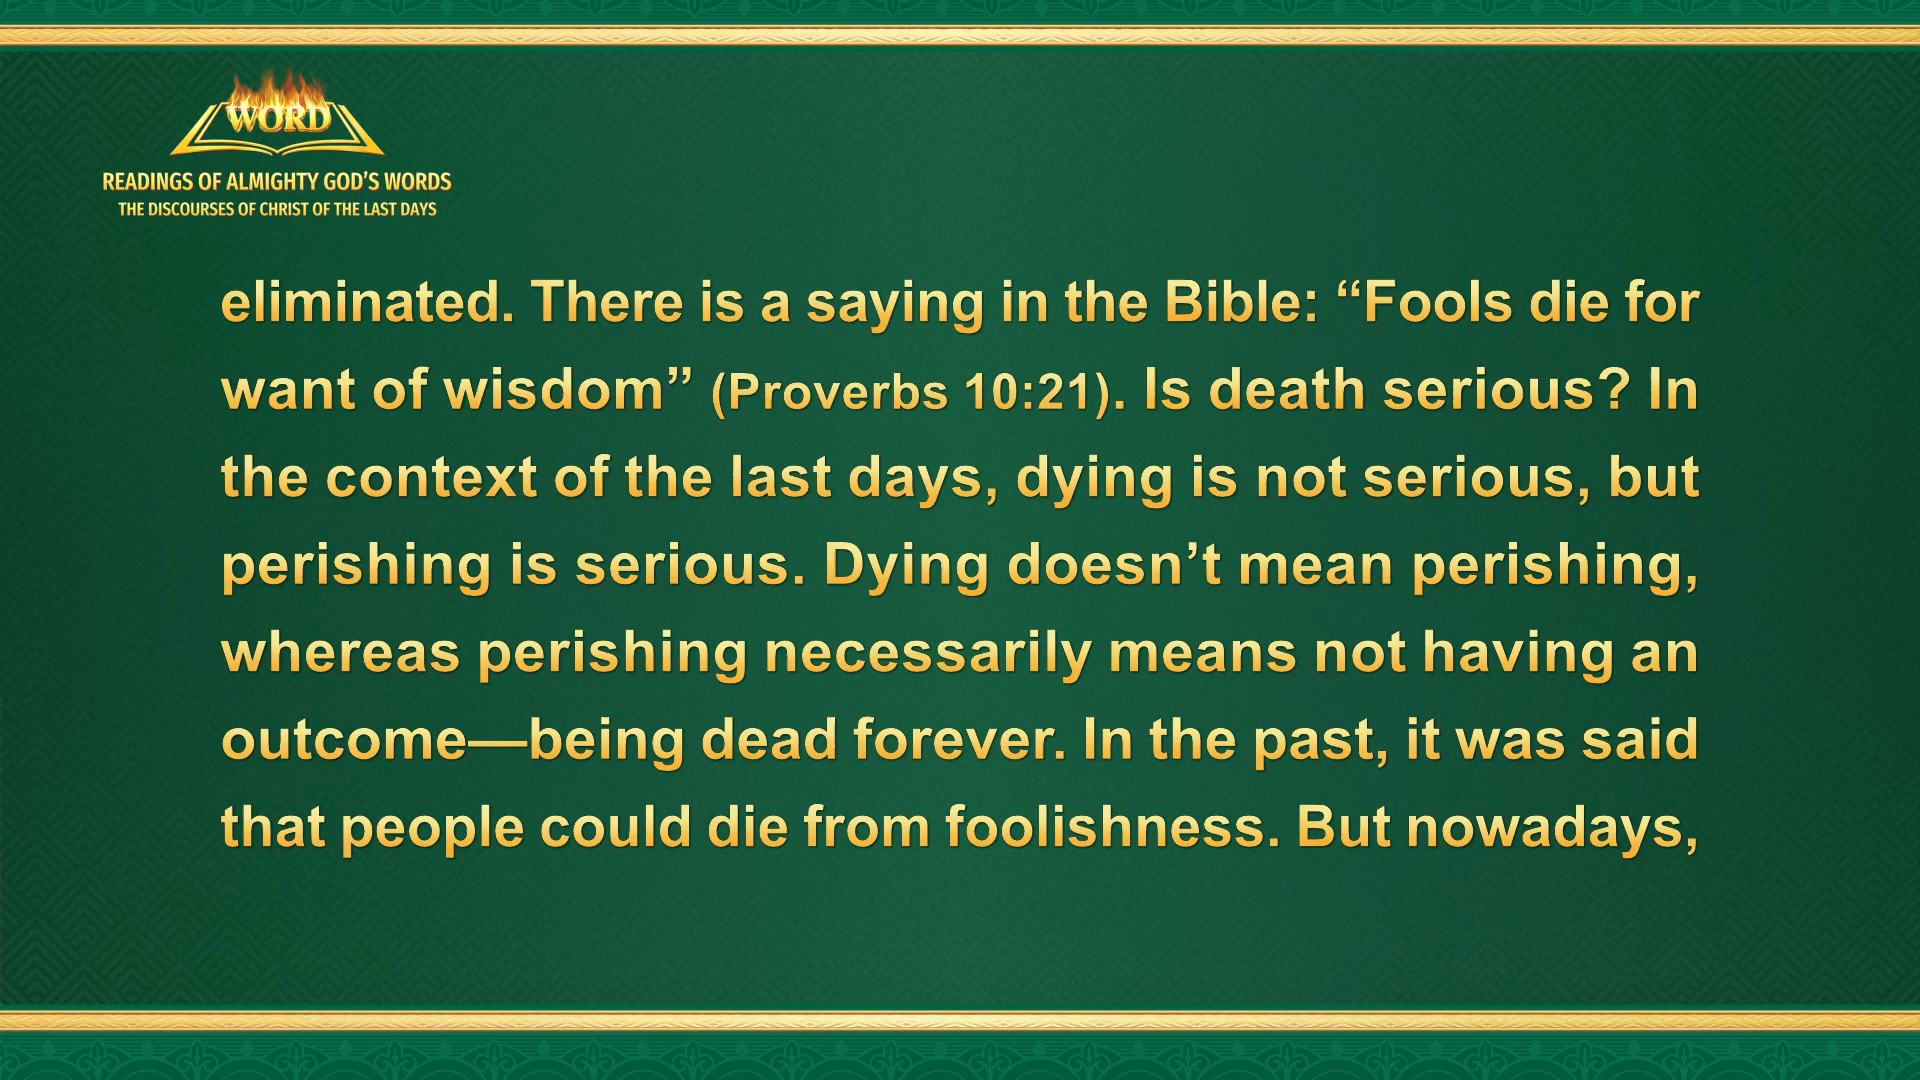 WORD
READINGS OF ALMIGHTY GOD’S WORDS
THE DISCOURSES OF CHRIST OF THE LAST DAYS
eliminated. There is a saying in the Bible: “Fools die for
want of wisdom” (Proverbs 10:21). Is death serious? In
the context of the last days, dying is not serious, but
perishing is serious. Dying doesn’t mean perishing,
whereas perishing necessarily means not having an
outcome—being dead forever. In the past, it was said
that people could die from foolishness. But nowadays,